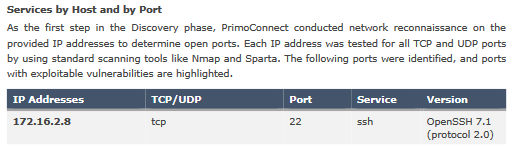 Services by Host and by Port
As the first step in the Discovery phase, PrimoConnect conducted network reconnaissance on the
provided IP addresses to determine open ports. Each IP address was tested for all TCP and UDP ports
by using standard scanning tools like Nmap and Sparta. The following ports were identified, and ports
with exploitable vulnerabilities are highlighted.
IP Addresses TCP/UDP Port Service Version
172.16.2.8 tcp 22 ssh OpenSSH 7.1
(protocol 2.0)